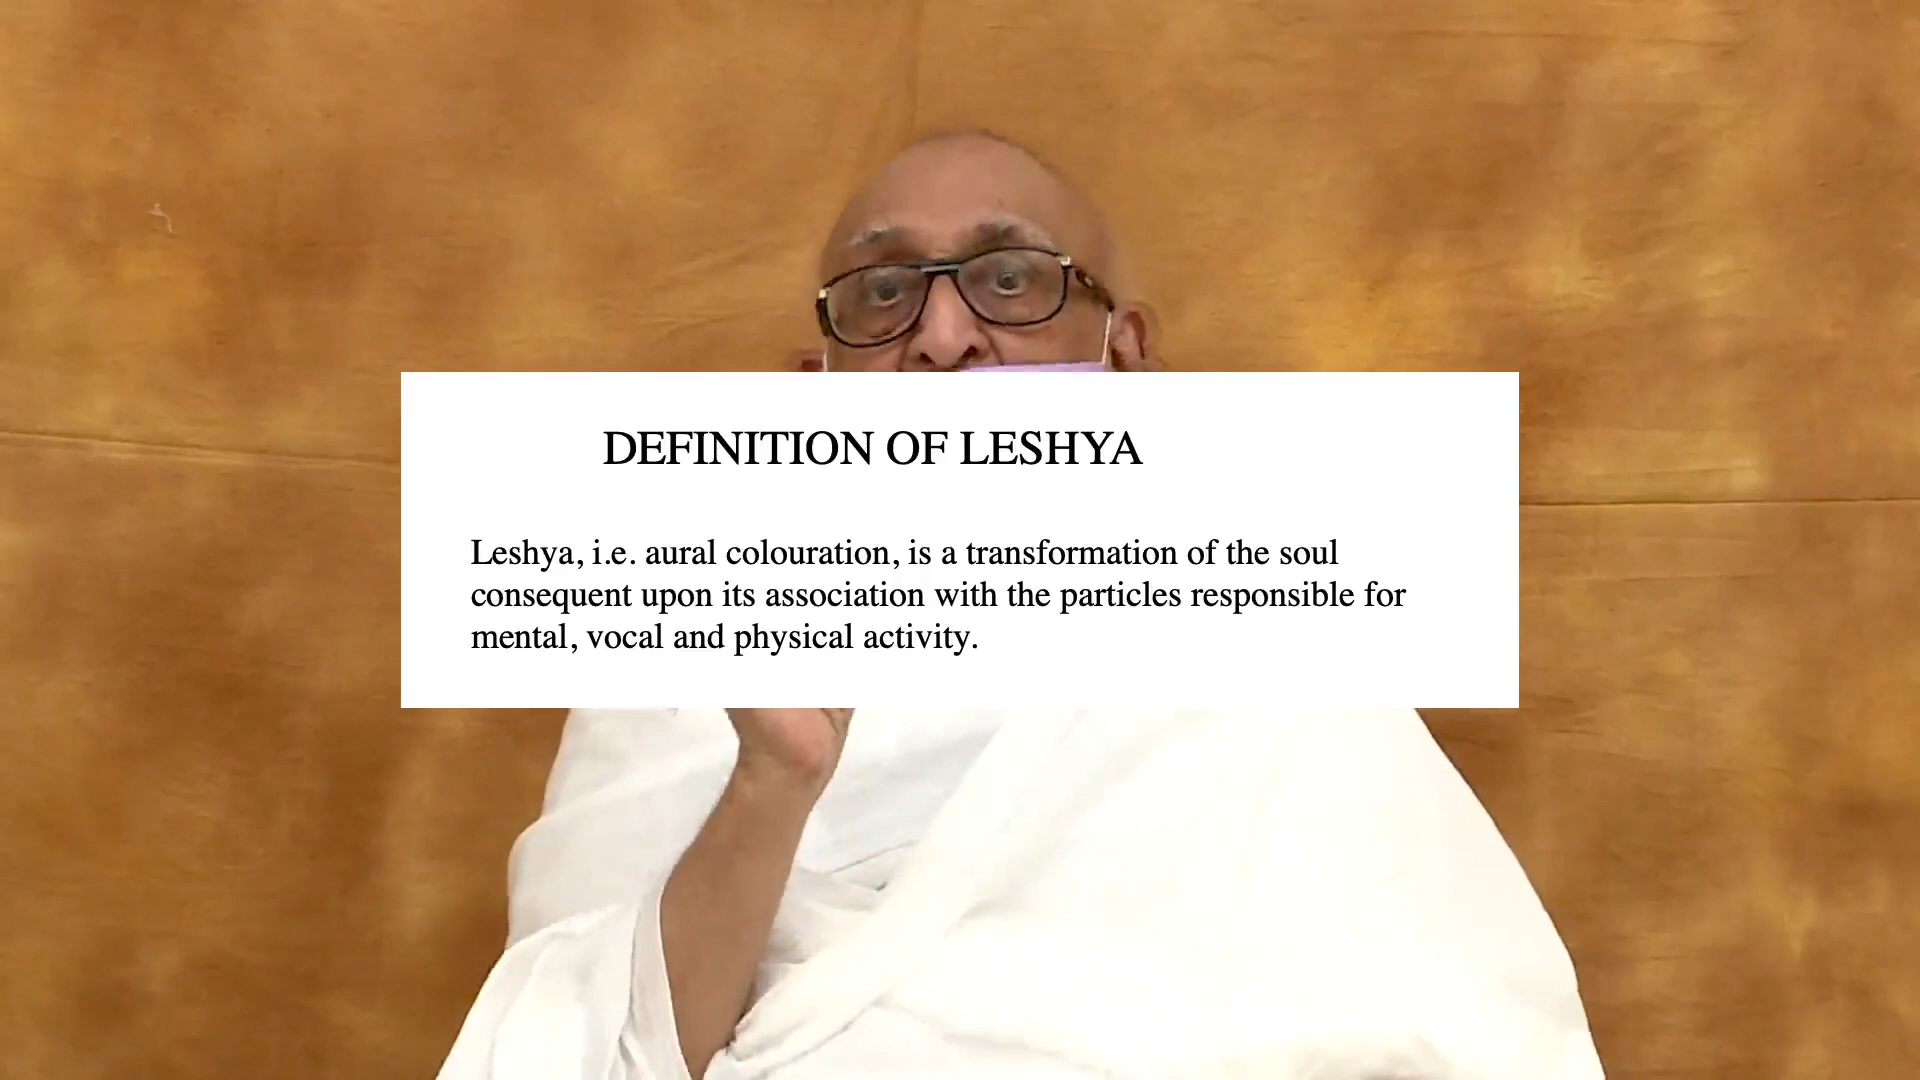 DEFINITION OF LESHYA
Leshya, i.e. aural colouration, is a transformation of the soul
consequent upon its association with the particles responsible for
mental, vocal and physical activity.